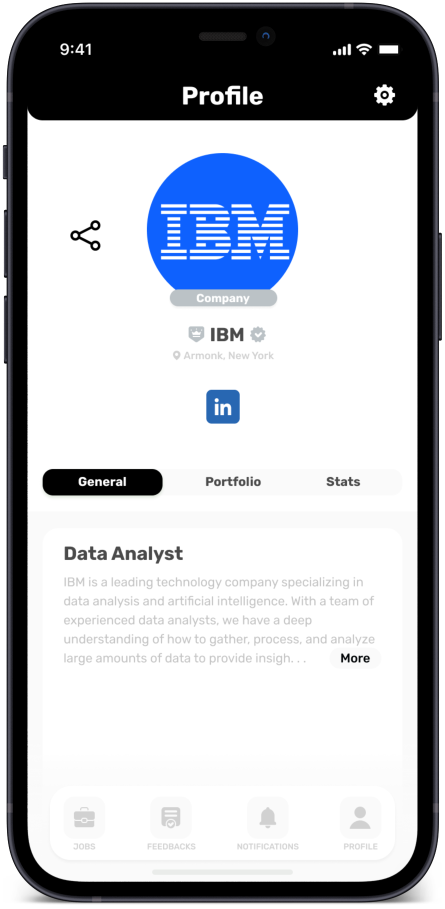 9:41
Profile
IBM
Company
IBM
Armonk, New York
in
General Portfolio Stats
Data Analyst
IBM is a leading technology company specializing in
data analysis and artificial intelligence. With a team of
experienced data analysts, we have a deep
understanding of how to gather, process, and analyze
large amounts of data to provide insigh. . . More
JOBS FEEDBACKS NOTIFICATIONS PROFILE